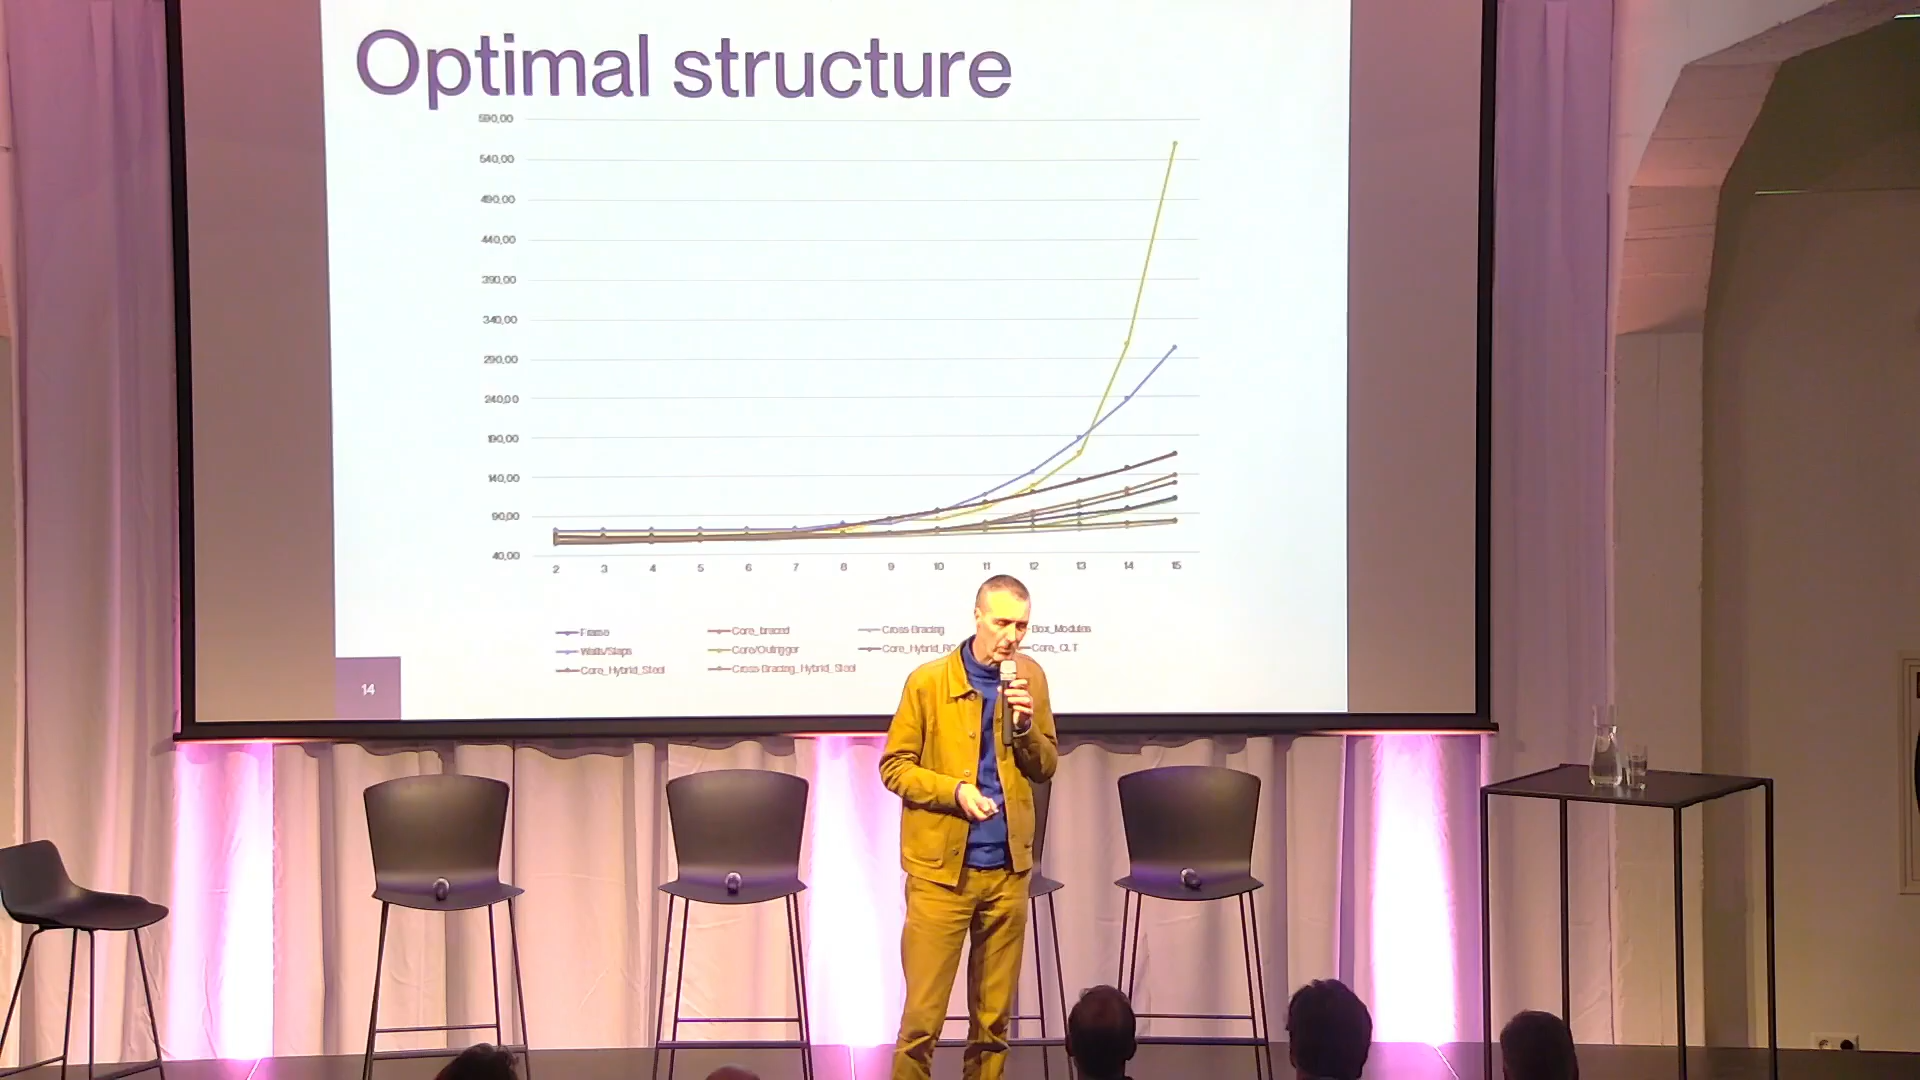 Optimal structure
590,00
540,00
490,00
440,00
390,00
340,00
290,00
240,00
190,00
140,00
90,00
40,00
2 3 4 5 6 7 8 9 10 11 12 13 14 15
Frame Core_braced Cross-Bracing Box_Modules
Walls/Slaps Core/Outrigger Core_Hybrid_RC Core_CLT
Core_Hybrid_Steel Cross-Bracing_Hybrid_Steel
14